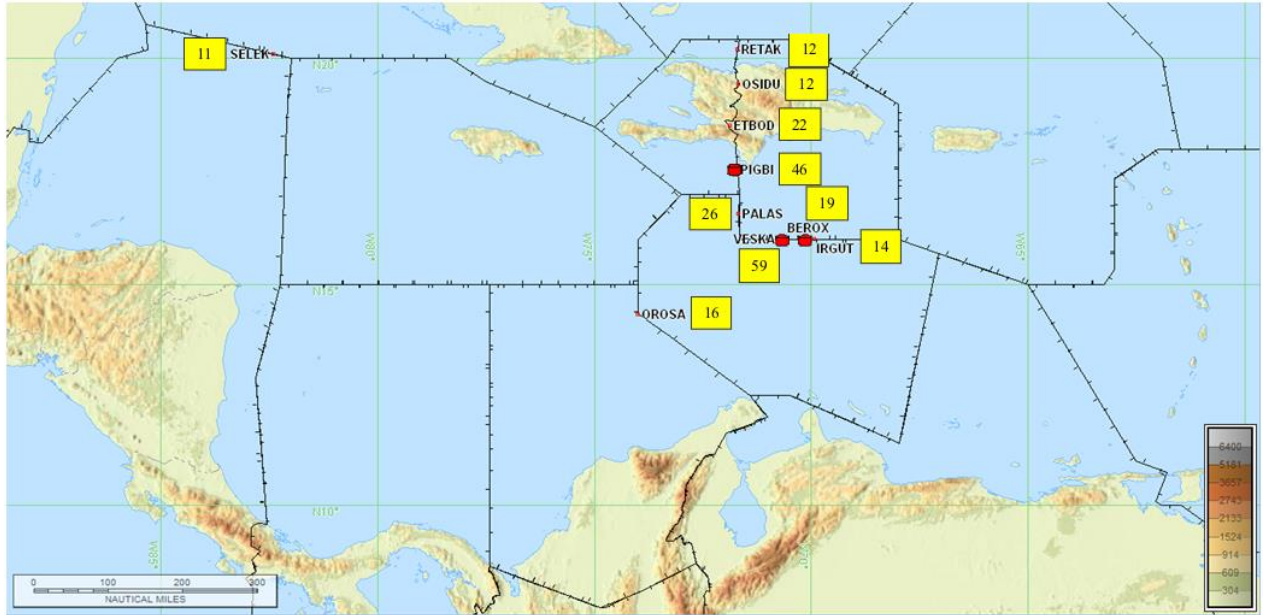 RETAK 12
11 SELEK
N20°
OSIDU 12
ETBOD 22
PIGBI 46
19
26 PALAS
BEROX
VESKA
IRGUT 14
W80°
W75°
W65°
59
N15°
OROSA 16
6400
5181
3657
2743
2133
1524
914
609
304
N10°
W85°
W70°
0 100 200 300
NAUTICAL MILES